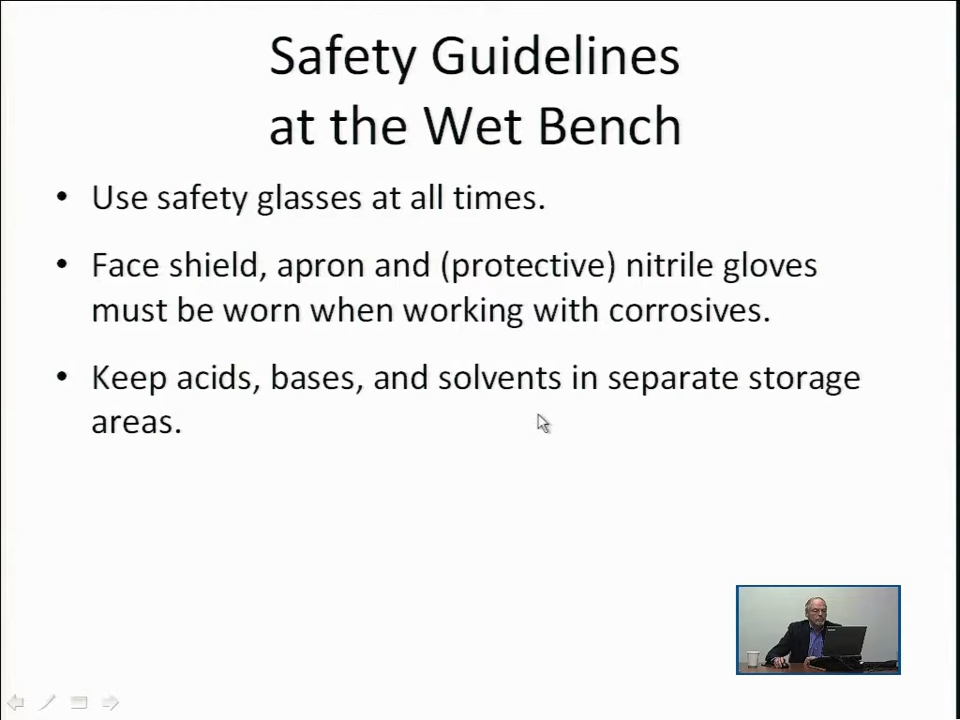 Safety Guidelines
at the Wet Bench
• Use safety glasses at all times.
• Face shield, apron and (protective) nitrile gloves
must be worn when working with corrosives.
• Keep acids, bases, and solvents in separate storage
areas.